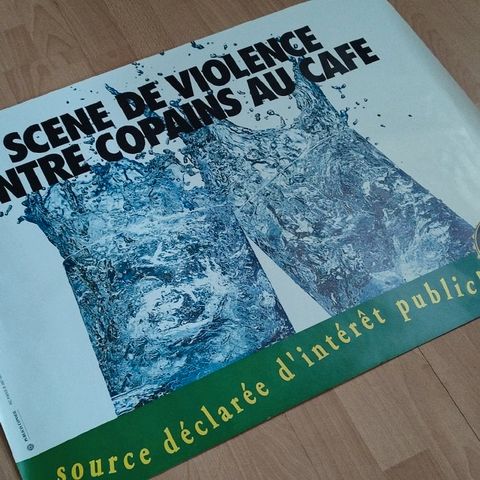 SCENE DE VIOLENCE
NTRE COPAINS AU CAFE
source déclarée d'intérêt public